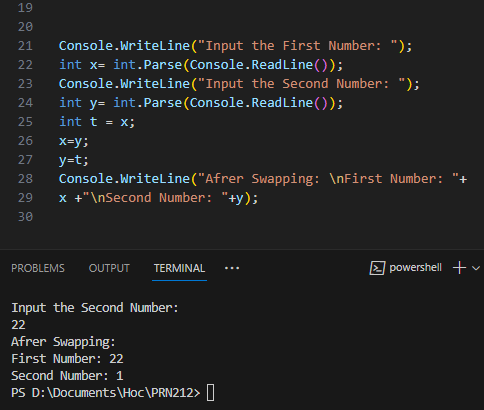 19
20
21 Console.WriteLine("Input the First Number: ");
22 int x= int.Parse(Console.ReadLine());
23 Console.WriteLine("Input the Second Number: ");
24 int y= int.Parse(Console.ReadLine());
25 int t = x;
26 x=y;
27 y=t;
28 Console.WriteLine("Afrer Swapping: \nFirst Number: "+
29 x +"\nSecond Number: "+y);
30
PROBLEMS OUTPUT TERMINAL ··· powershell
Input the Second Number:
22
Afrer Swapping:
First Number: 22
Second Number: 1
PS D:\Documents\Hoc\PRN212>